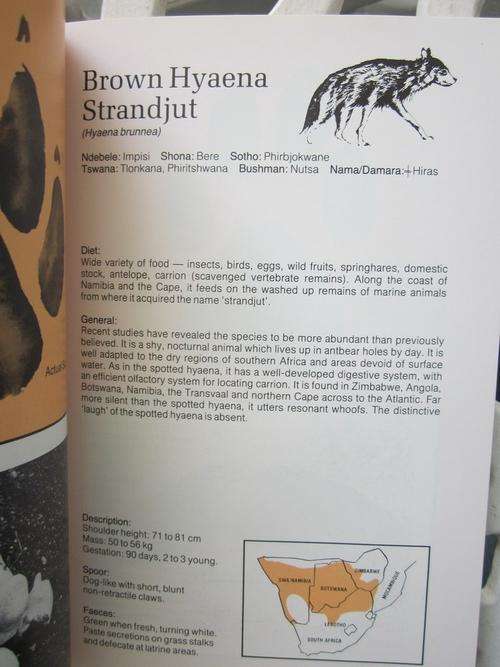 Brown Hyaena
Strandjut
(Hyaena brunnea)
Ndebele: Impisi Shona: Bere Sotho: Phirbjokwane
Tswana: Tlonkana, Phiritshwana Bushman: Nutsa Nama/Damara:‡Hiras
Diet:
Wide variety of food — insects, birds, eggs, wild fruits, springhares, domestic
stock, antelope, carrion (scavenged vertebrate remains). Along the coast of
Namibia and the Cape, it feeds on the washed up remains of marine animals
from where it acquired the name 'strandjut'.
General:
Recent studies have revealed the species to be more abundant than previously
believed. It is a shy, nocturnal animal which lives up in antbear holes by day. It is
well adapted to the dry regions of southern Africa and areas devoid of surface
water. As in the spotted hyaena, it has a well-developed digestive system, with
an efficient olfactory system for locating carrion. It is found in Zimbabwe, Angola,
Botswana, Namibia, the Transvaal and northern Cape across to the Atlantic. Far
more silent than the spotted hyaena, it utters resonant whoofs. The distinctive
'laugh' of the spotted hyaena is absent.
Description:
Shoulder height: 71 to 81 cm
Mass: 50 to 56 kg
Gestation: 90 days, 2 to 3 young.
Spoor:
Dog-like with short, blunt
non-retractile claws.
Faeces:
Green when fresh, turning white.
Paste secretions on grass stalks
and defecate at latrine areas.
SWA/NAMIBIA
BOTSWANA
ZIMBABWE
MOZAMBIQUE
LESOTHO
SOUTH AFRICA